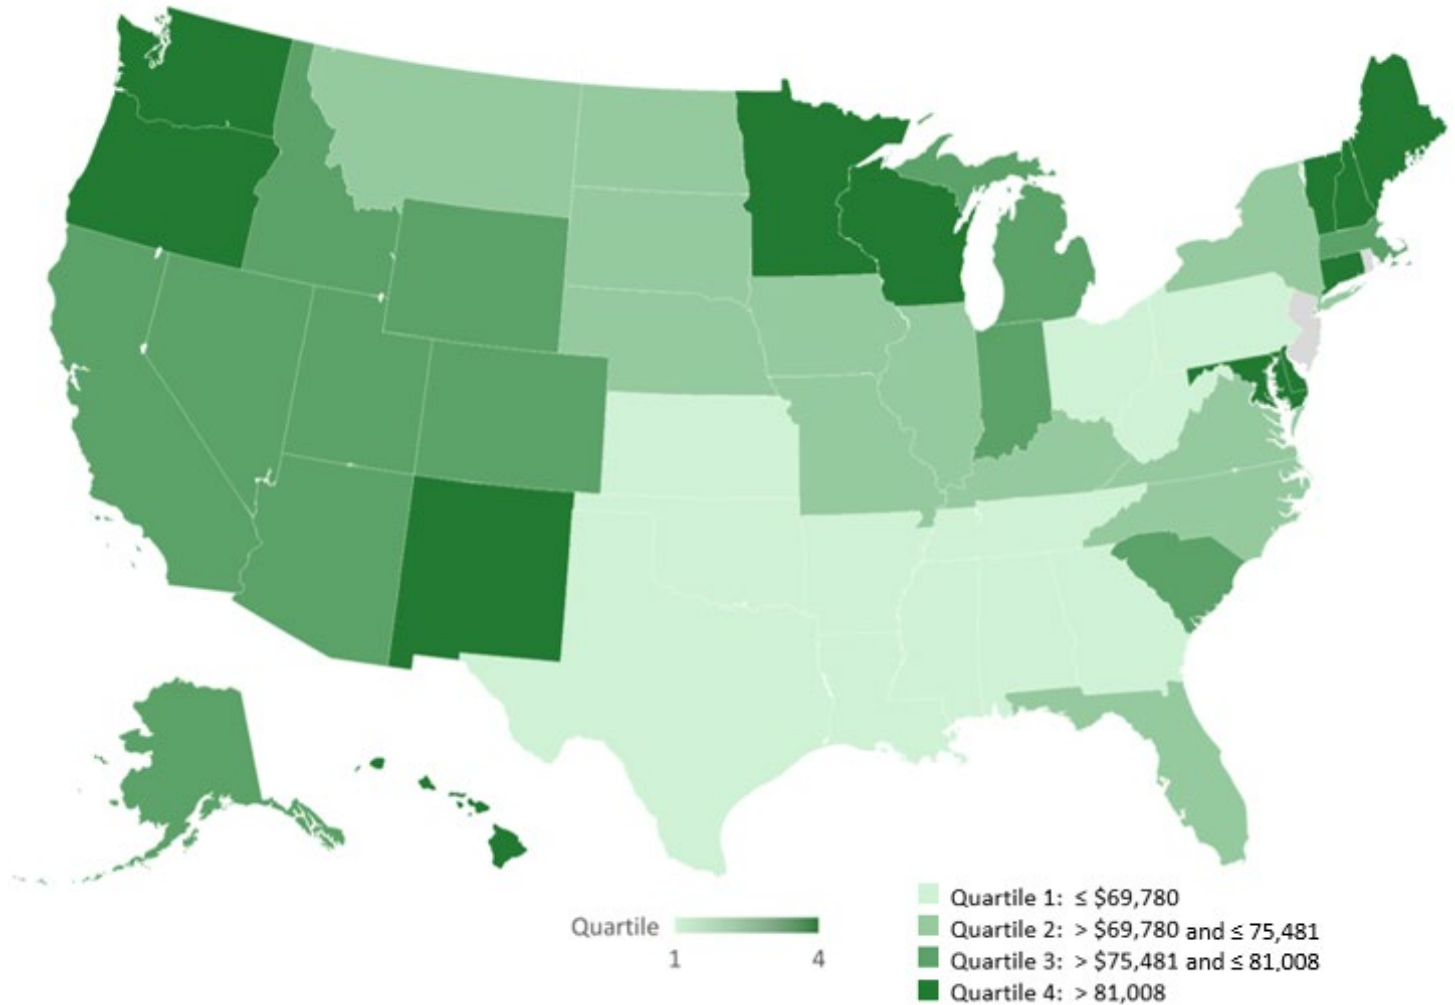 Quartile
1 4
Quartile 1: ≤ $69,780
Quartile 2: > $69,780 and ≤ 75,481
Quartile 3: > $75,481 and ≤ 81,008
Quartile 4: > 81,008